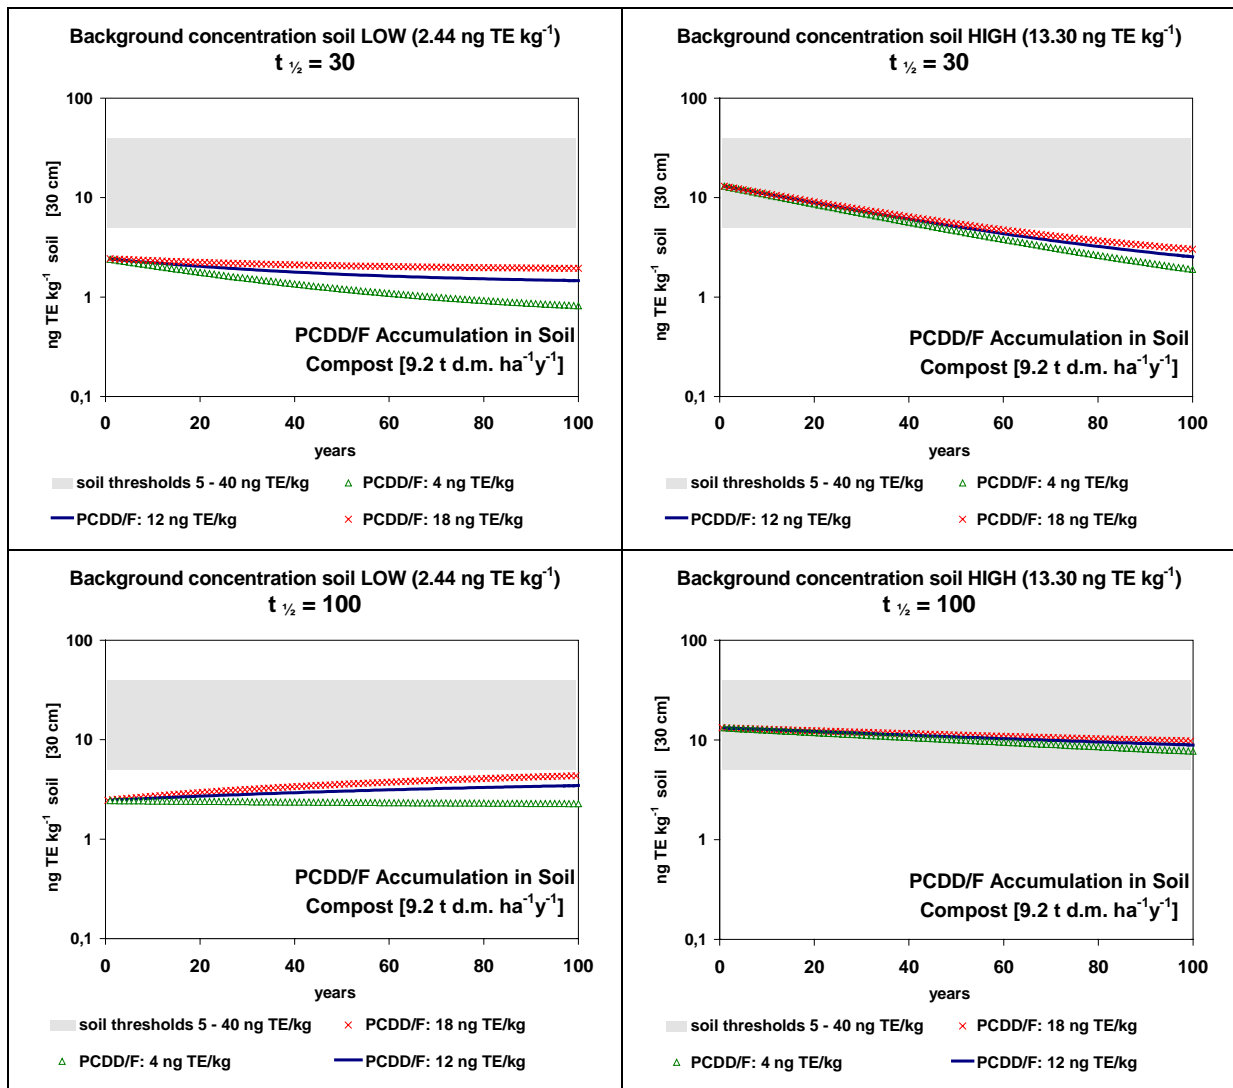 Background concentration soil LOW (2.44 ng TE kg⁻¹)
t ½ = 30
100
10
1
0,1
ng TE kg⁻¹ soil [30 cm]
PCDD/F Accumulation in Soil
Compost [9.2 t d.m. ha⁻¹y⁻¹]
0 20 40 60 80 100
years
soil thresholds 5 - 40 ng TE/kg PCDD/F: 4 ng TE/kg
PCDD/F: 12 ng TE/kg PCDD/F: 18 ng TE/kg
Background concentration soil HIGH (13.30 ng TE kg⁻¹)
t ½ = 30
100
10
1
0,1
ng TE kg⁻¹ soil [30 cm]
PCDD/F Accumulation in Soil
Compost [9.2 t d.m. ha⁻¹y⁻¹]
0 20 40 60 80 100
years
soil thresholds 5 - 40 ng TE/kg PCDD/F: 4 ng TE/kg
PCDD/F: 12 ng TE/kg PCDD/F: 18 ng TE/kg
Background concentration soil LOW (2.44 ng TE kg⁻¹)
t ½ = 100
100
10
1
0,1
ng TE kg⁻¹ soil [30 cm]
PCDD/F Accumulation in Soil
Compost [9.2 t d.m. ha⁻¹y⁻¹]
0 20 40 60 80 100
years
soil thresholds 5 - 40 ng TE/kg PCDD/F: 18 ng TE/kg
PCDD/F: 4 ng TE/kg PCDD/F: 12 ng TE/kg
Background concentration soil HIGH (13.30 ng TE kg⁻¹)
t ½ = 100
100
10
1
0,1
ng TE kg⁻¹ soil [30 cm]
PCDD/F Accumulation in Soil
Compost [9.2 t d.m. ha⁻¹y⁻¹]
0 20 40 60 80 100
years
soil thresholds 5 - 40 ng TE/kg PCDD/F: 18 ng TE/kg
PCDD/F: 4 ng TE/kg PCDD/F: 12 ng TE/kg